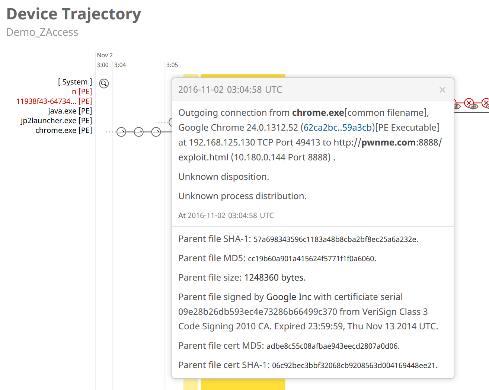 Device Trajectory
Demo_ZAccess
Nov 2
3:00 3:04 3:05
[ System ]
n [PE]
11938f43-64734... [PE]
java.exe [PE]
jp2launcher.exe [PE]
chrome.exe [PE]
2016-11-02 03:04:58 UTC
Outgoing connection from chrome.exe[common filename],
Google Chrome 24.0.1312.52 (62ca2bc..59a3cb)[PE Executable]
at 192.168.125.130 TCP Port 49413 to http://pwnme.com:8888/
exploit.html (10.180.0.144 Port 8888) .
Unknown disposition.
Unknown process distribution.
At 2016-11-02 03:04:58 UTC
Parent file SHA-1: 57a698343596c1183a48b8cba2bf8ec25a6a232e.
Parent file MD5: cc19b60a901a415624f5771f1f0a6060.
Parent file size: 1248360 bytes.
Parent file signed by Google Inc with certificiate serial
09e28b26db593ec4e73286b66499c370 from VeriSign Class 3
Code Signing 2010 CA. Expired 23:59:59, Thu Nov 13 2014 UTC.
Parent file cert MD5: adbe8c55c08afbae943eecd2807a0d06.
Parent file cert SHA-1: 06c92bec3bbf32068cb9208563d004169448ee21.